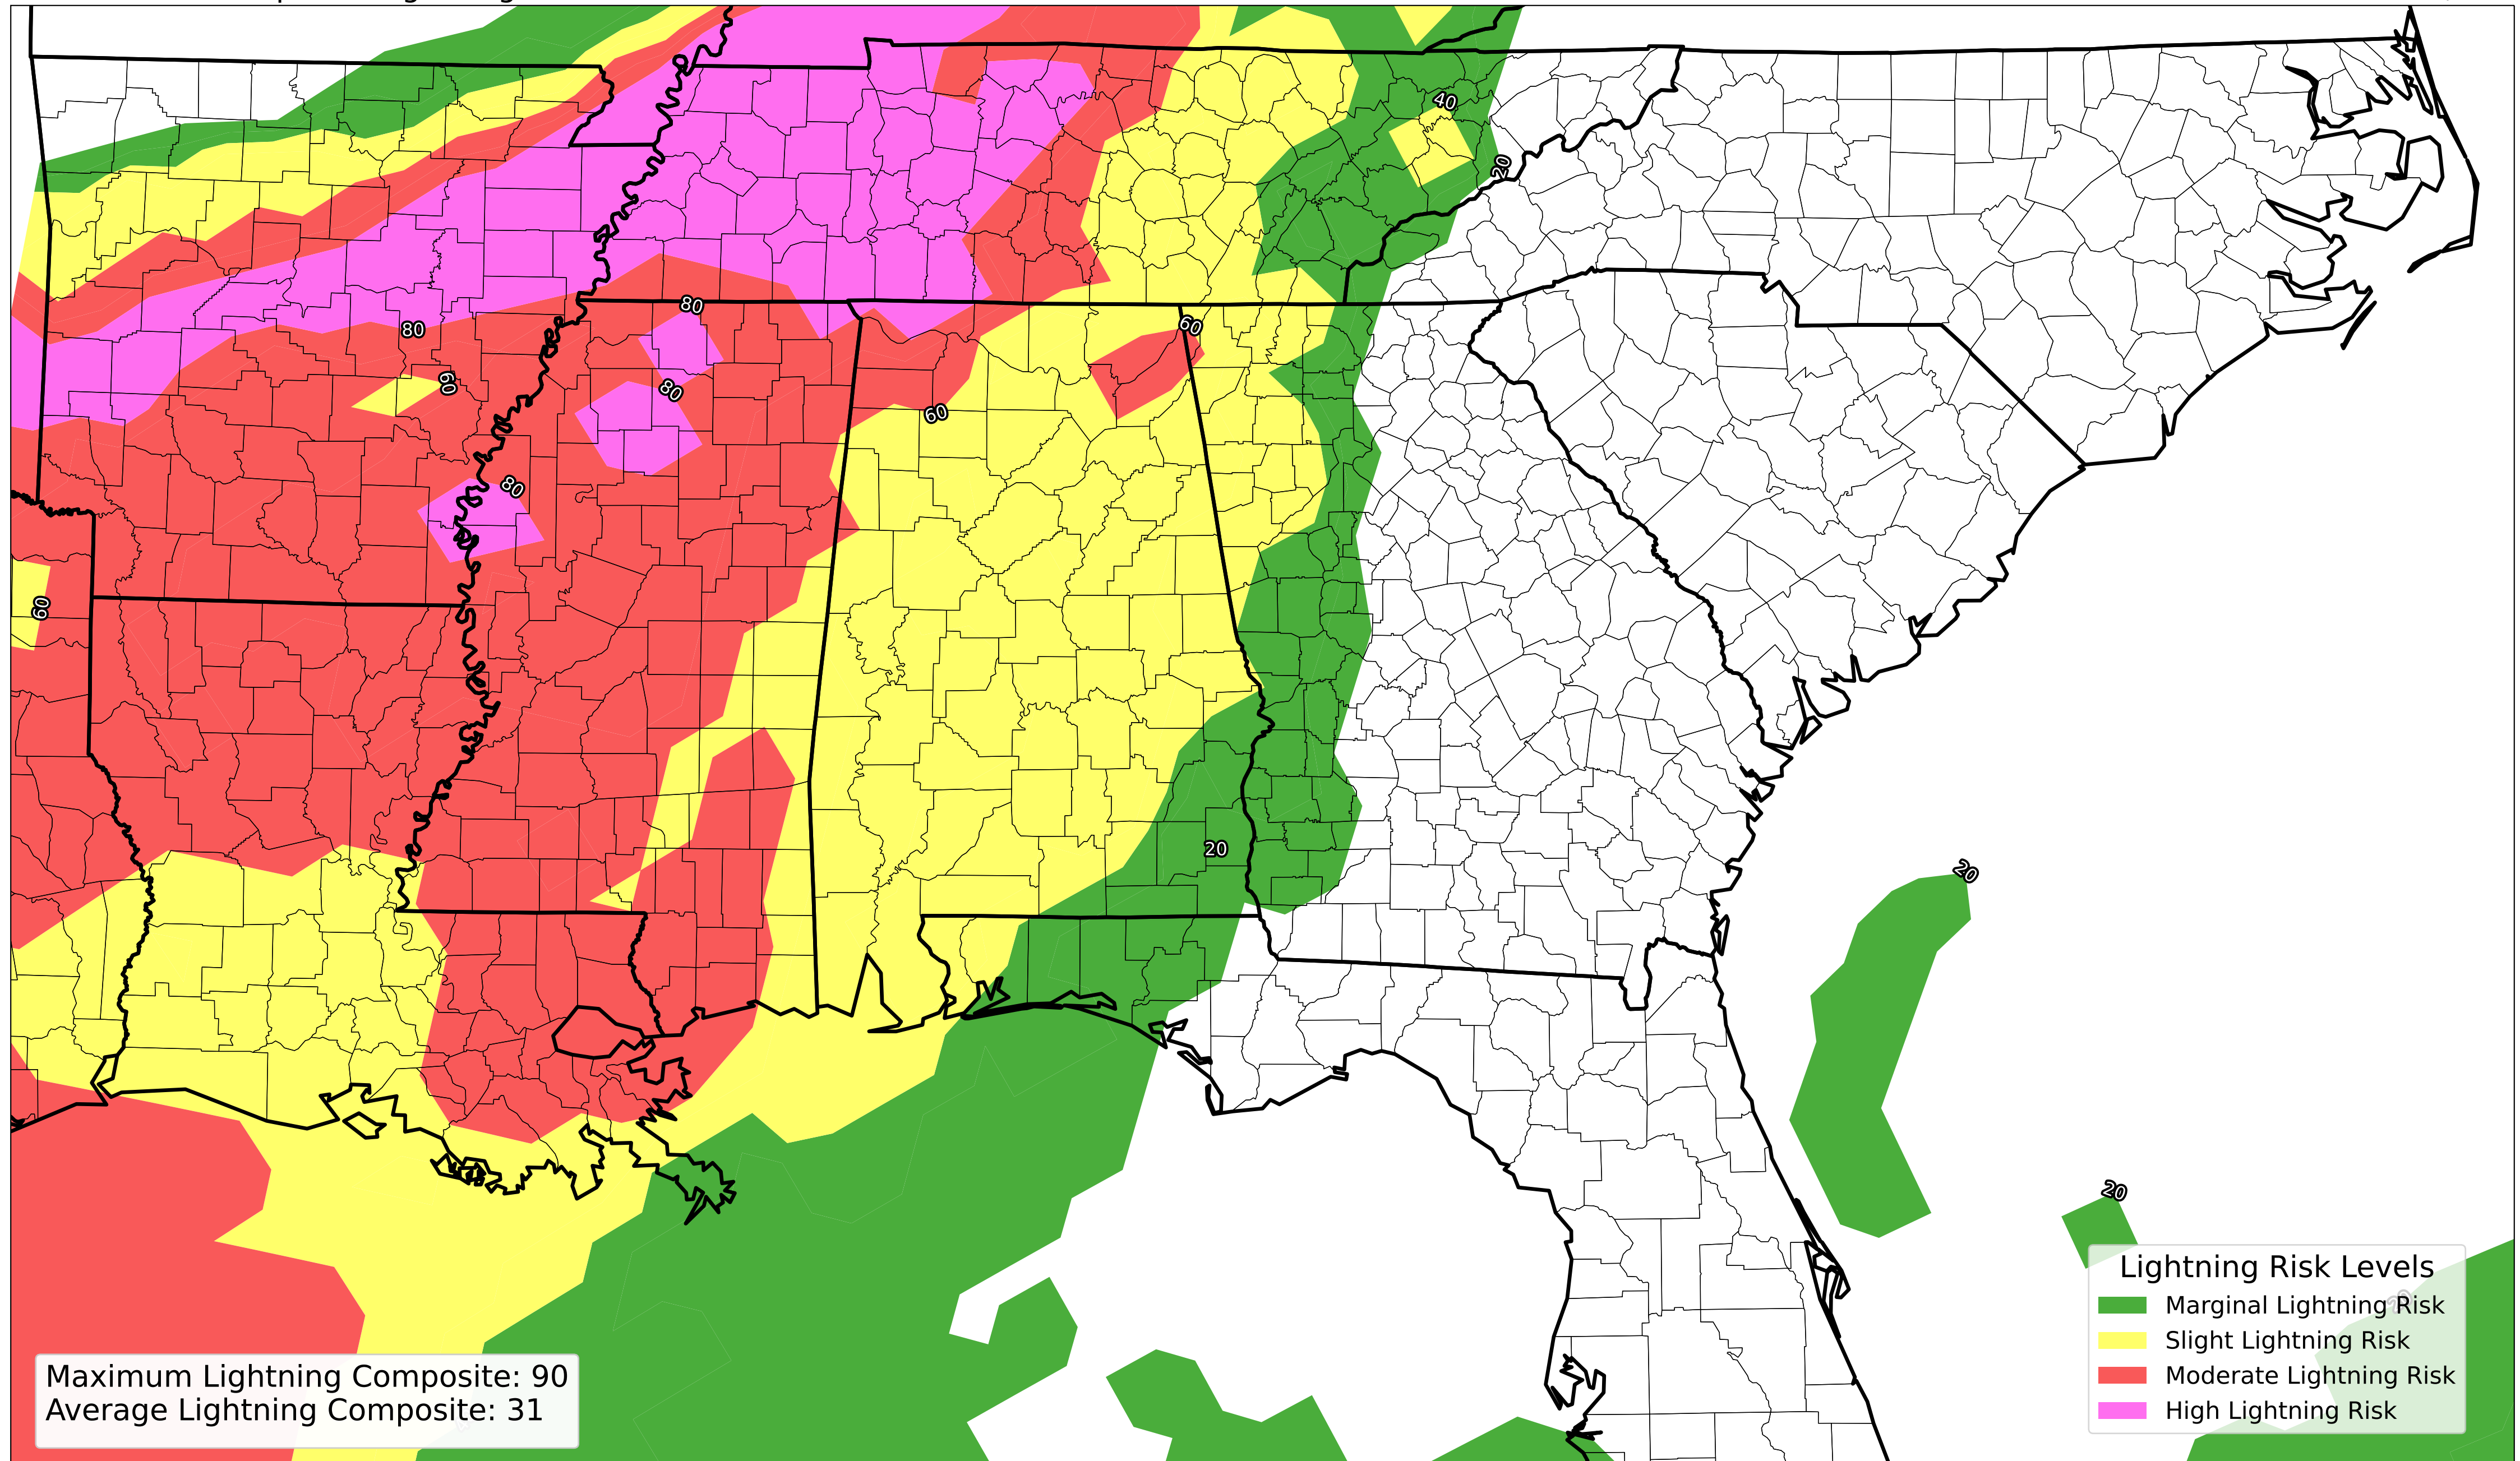 40
20
80
60
80
60
80
60
80
60
20
20
20
Lightning Risk Levels
Marginal Lightning Risk
Slight Lightning Risk
Moderate Lightning Risk
High Lightning Risk
Maximum Lightning Composite: 90
Average Lightning Composite: 31